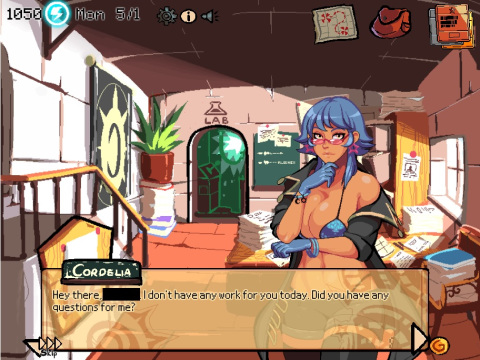 1050 Mon 5/1
LAB
CORDELIA
Hey there, I don't have any work for you today. Did you have any
questions for me?
Skip